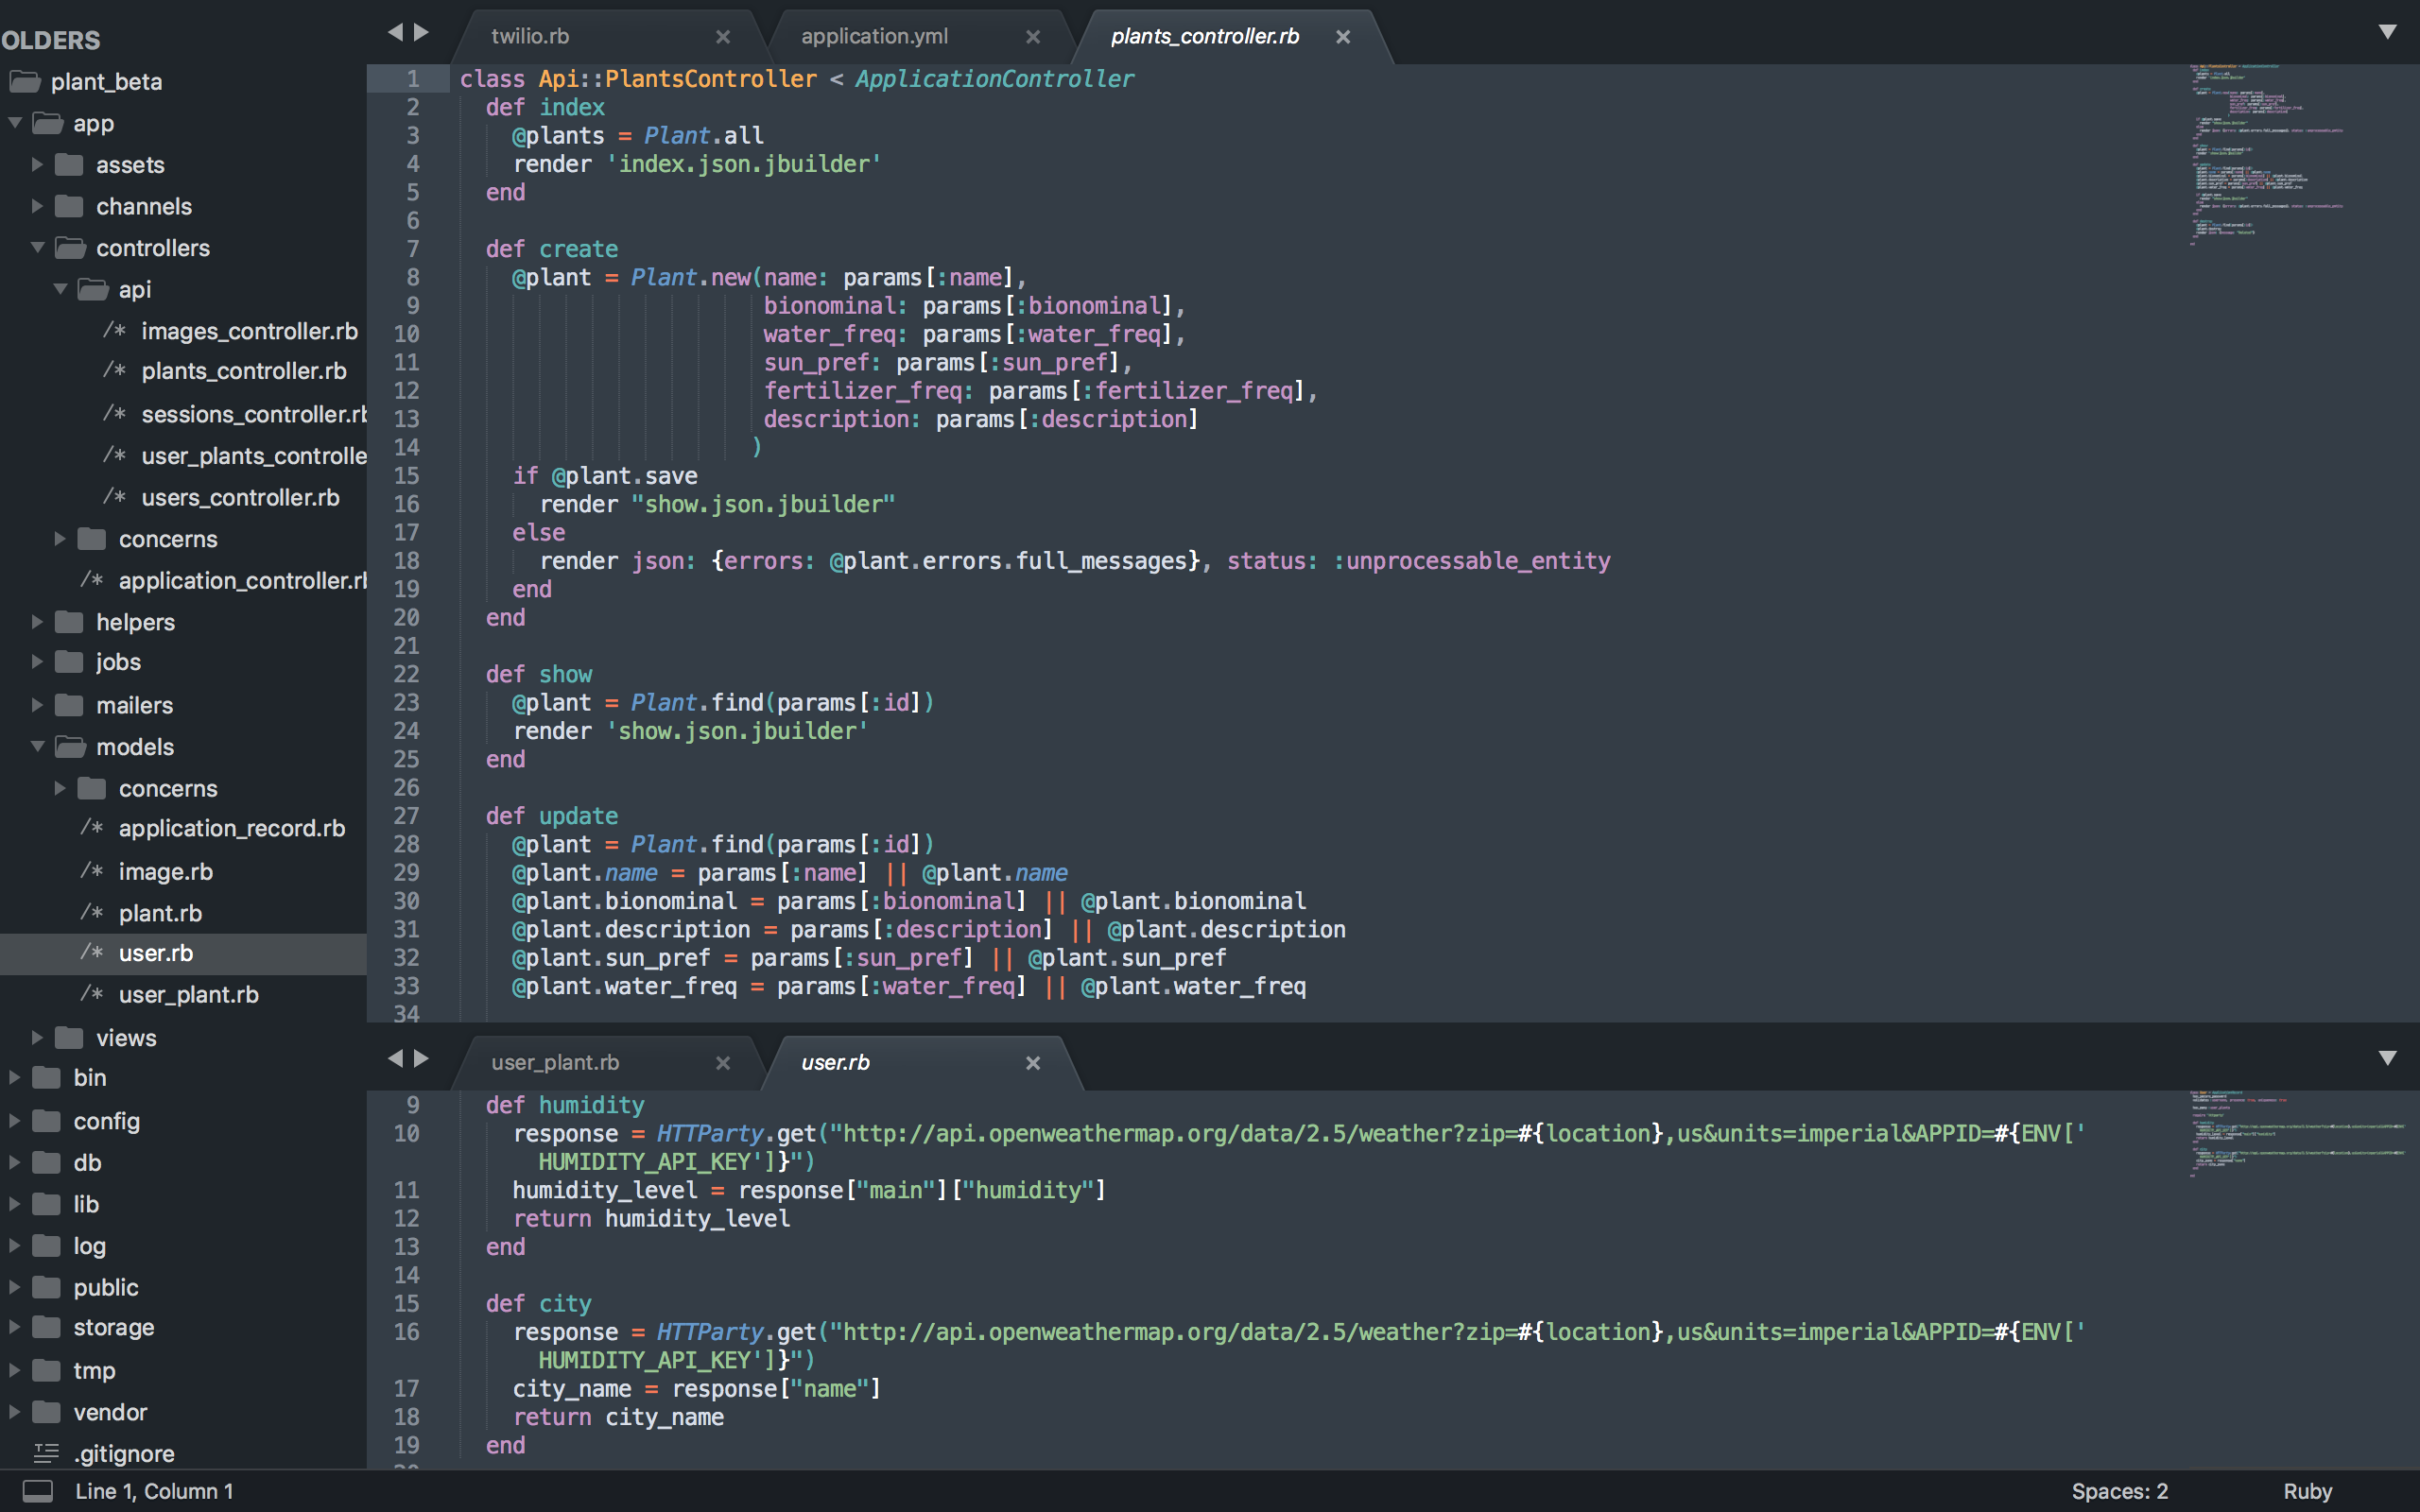 OLDERS
plant_beta
app
assets
channels
controllers
api
/* images_controller.rb
/* plants_controller.rb
/* sessions_controller.rb
/* user_plants_controlle
/* users_controller.rb
concerns
/* application_controller.rb
helpers
jobs
mailers
models
concerns
/* application_record.rb
/* image.rb
/* plant.rb
/* user.rb
/* user_plant.rb
views
bin
config
db
lib
log
public
storage
tmp
vendor
.gitignore
twilio.rb × application.yml × plants_controller.rb ×
1 class Api::PlantsController < ApplicationController
2   def index
3     @plants = Plant.all
4     render 'index.json.jbuilder'
5   end
6
7   def create
8     @plant = Plant.new(name: params[:name],
9                        bionominal: params[:bionominal],
10                        water_freq: params[:water_freq],
11                        sun_pref: params[:sun_pref],
12                        fertilizer_freq: params[:fertilizer_freq],
13                        description: params[:description]
14                       )
15     if @plant.save
16       render "show.json.jbuilder"
17     else
18       render json: {errors: @plant.errors.full_messages}, status: :unprocessable_entity
19     end
20   end
21
22   def show
23     @plant = Plant.find(params[:id])
24     render 'show.json.jbuilder'
25   end
26
27   def update
28     @plant = Plant.find(params[:id])
29     @plant.name = params[:name] || @plant.name
30     @plant.bionominal = params[:bionominal] || @plant.bionominal
31     @plant.description = params[:description] || @plant.description
32     @plant.sun_pref = params[:sun_pref] || @plant.sun_pref
33     @plant.water_freq = params[:water_freq] || @plant.water_freq
34
user_plant.rb × user.rb ×
9   def humidity
10     response = HTTParty.get("http://api.openweathermap.org/data/2.5/weather?zip=#{location},us&units=imperial&APPID=#{ENV['
HUMIDITY_API_KEY']}")
11     humidity_level = response["main"]["humidity"]
12     return humidity_level
13   end
14
15   def city
16     response = HTTParty.get("http://api.openweathermap.org/data/2.5/weather?zip=#{location},us&units=imperial&APPID=#{ENV['
HUMIDITY_API_KEY']}")
17     city_name = response["name"]
18     return city_name
19   end
Line 1, Column 1
Spaces: 2
Ruby